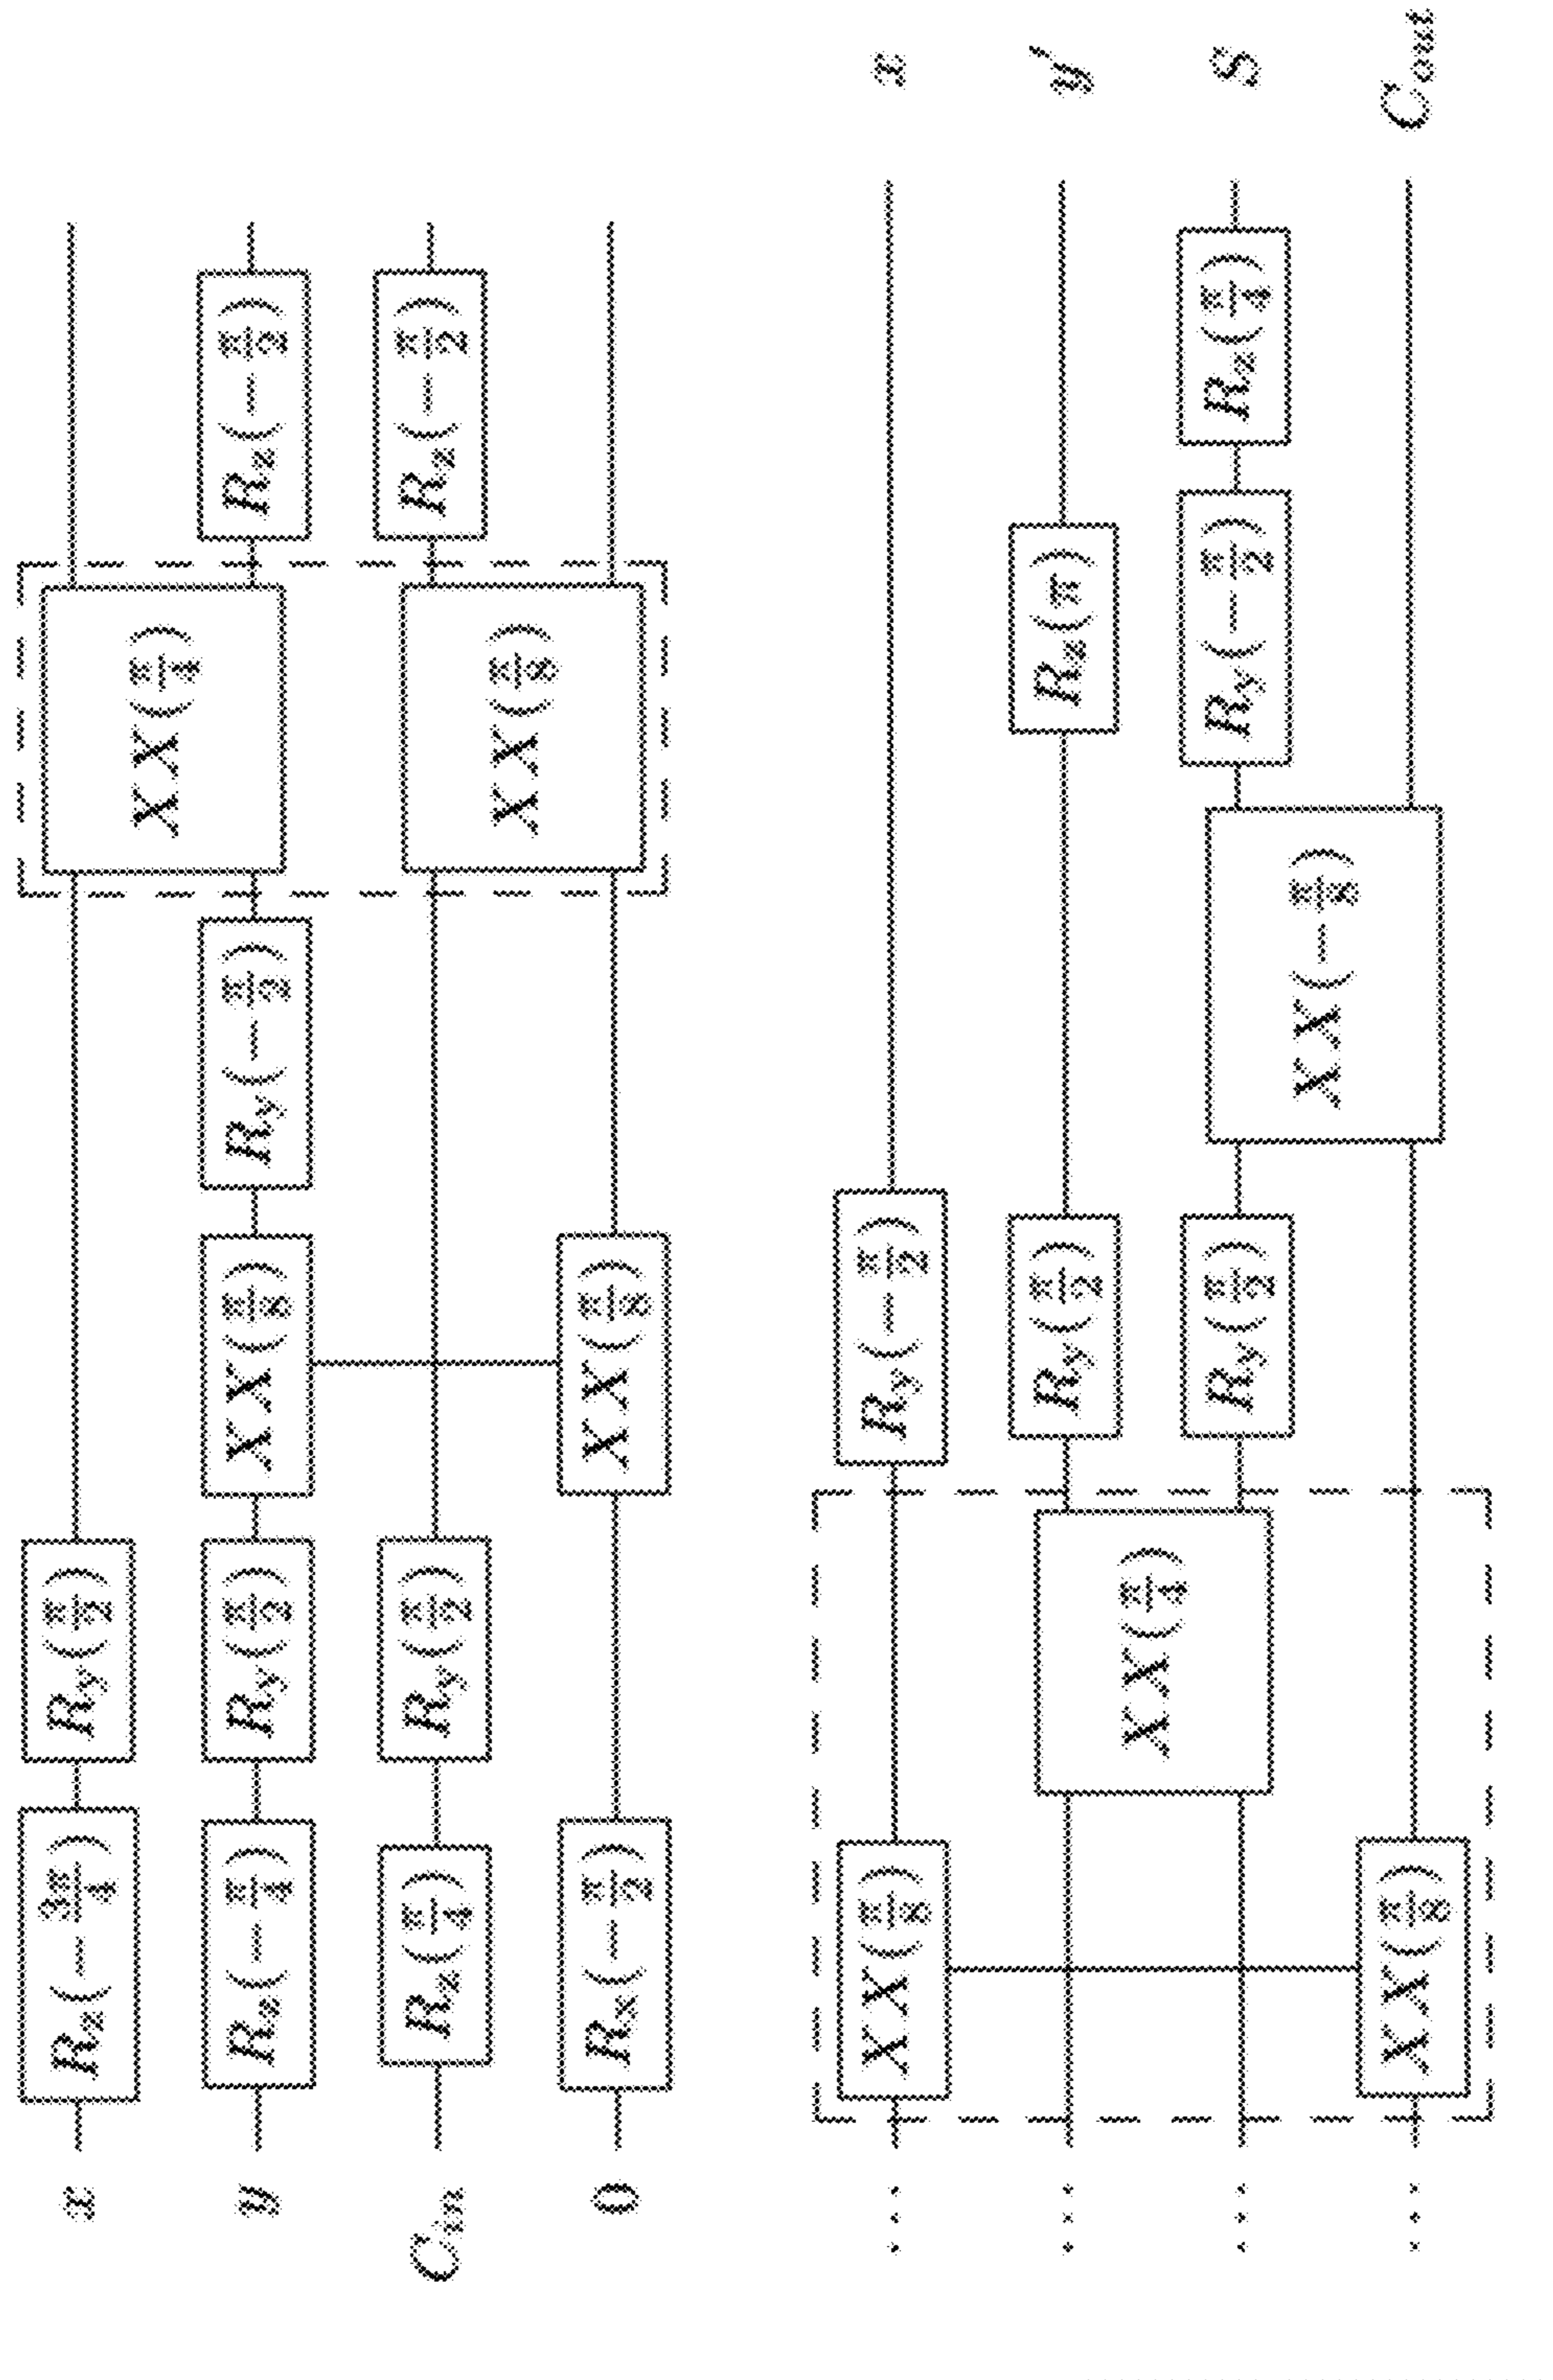 x R_z(−3π/4) R_y(π/2)
XX(π/4)
y R_z(−π/4) R_y(π/2) XX(π/8) R_y(−π/2) R_z(−π/2)
C_in R_z(π/4) R_y(π/2) R_z(−π/2)
XX(π/8)
0 R_x(−π/2) XX(π/8)
... XX(π/8) R_y(−π/2) x
... R_y(π/2) R_z(π) y′
XX(π/4)
... R_y(π/2) R_y(−π/2) R_z(π/4) S
XX(−π/8)
... XX(π/8) C_out